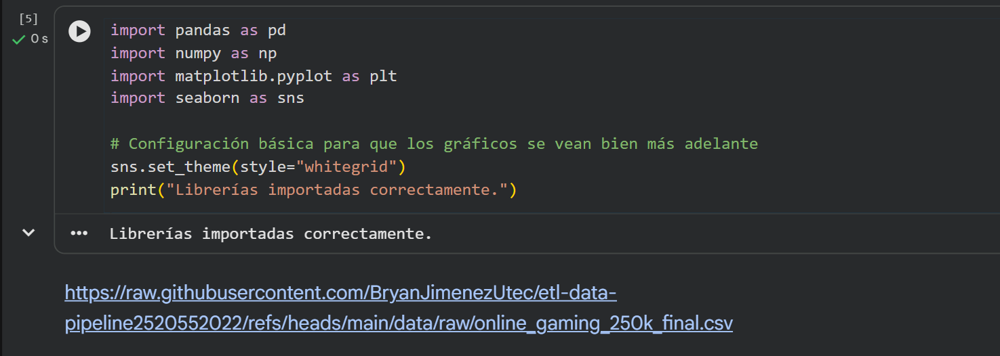 [5]
0 s
import pandas as pd
import numpy as np
import matplotlib.pyplot as plt
import seaborn as sns
# Configuración básica para que los gráficos se vean bien más adelante
sns.set_theme(style="whitegrid")
print("Librerías importadas correctamente.")
••• Librerías importadas correctamente.
https://raw.githubusercontent.com/BryanJimenezUtec/etl-data-
pipeline2520552022/refs/heads/main/data/raw/online_gaming_250k_final.csv